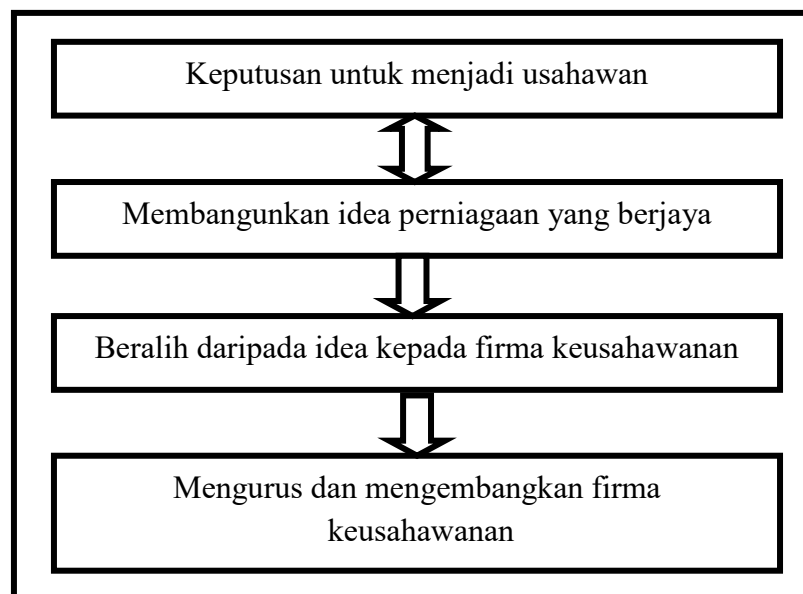 Keputusan untuk menjadi usahawan
Membangunkan idea perniagaan yang berjaya
Beralih daripada idea kepada firma keusahawanan
Mengurus dan mengembangkan firma
keusahawanan